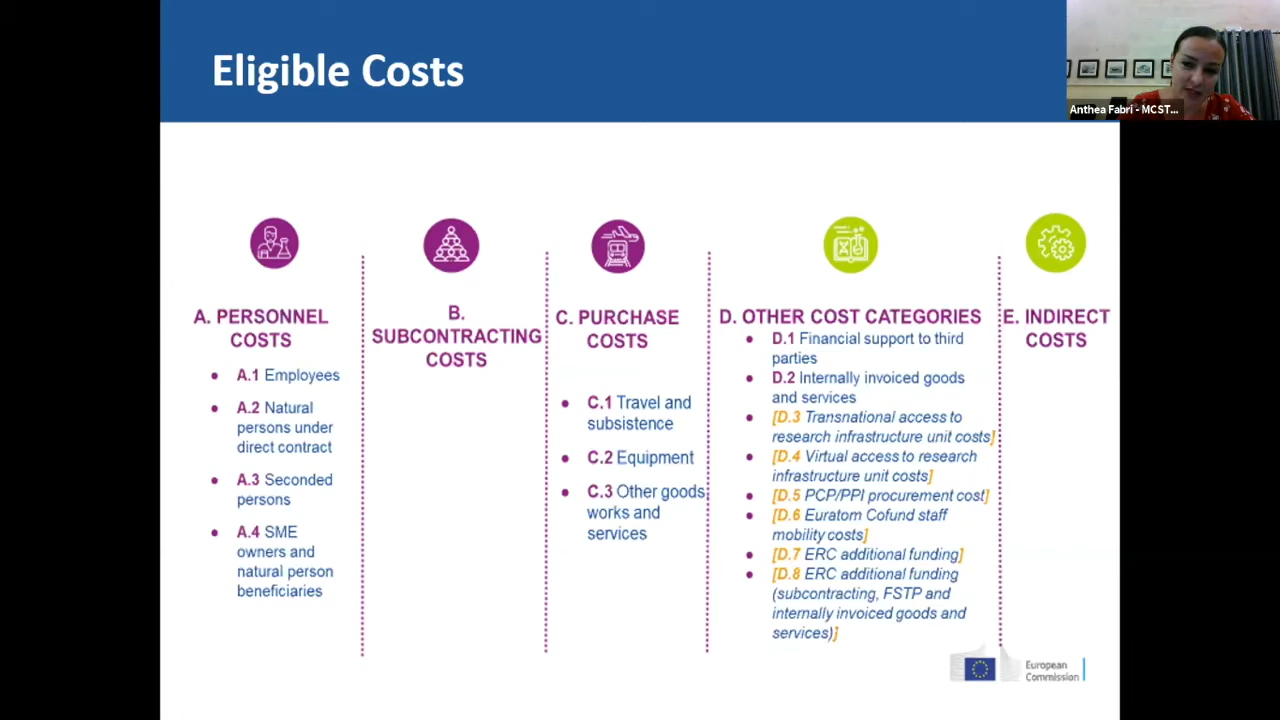 Eligible Costs
Anthea Fabri - MCST...
A. PERSONNEL
COSTS
A.1 Employees
A.2 Natural
persons under
direct contract
A.3 Seconded
persons
A.4 SME
owners and
natural person
beneficiaries
B.
SUBCONTRACTING
COSTS
C. PURCHASE
COSTS
C.1 Travel and
subsistence
C.2 Equipment
C.3 Other goods,
works and
services
D. OTHER COST CATEGORIES
D.1 Financial support to third
parties
D.2 Internally invoiced goods
and services
[D.3 Transnational access to
research infrastructure unit costs]
[D.4 Virtual access to research
infrastructure unit costs]
[D.5 PCP/PPI procurement cost]
[D.6 Euratom Cofund staff
mobility costs]
[D.7 ERC additional funding]
[D.8 ERC additional funding
(subcontracting, FSTP and
internally invoiced goods and
services)]
E. INDIRECT
COSTS
European
Commission